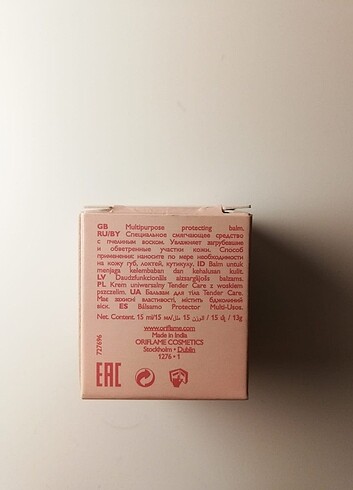 GB Multipurpose protecting balm.
RU/BY Специальное смягчающее средство
с пчелиным воском. Увлажняет загрубевшие
и обветренные участки кожи. Способ
применения: наносите по мере необходимости
на кожу губ, локтей, кутикулу. ID Balm untuk
menjaga kelembaban dan kehalusan kulit.
LV Daudzfunkcionāls aizsargājošs balzams.
PL Krem uniwersalny Tender Care z woskiem
pszczelim. UA Бальзам для тіла Tender Care.
Має захисні властивості, містить бджолиний
віск. ES Bálsamo Protector Multi-Usos.
Net. Content. 15 ml/15 мл/ 15 / 12g
www.oriflame.com
Made in India
ORIFLAME COSMETICS
Stockholm • Dublin
1276 • 1
727696
EAC